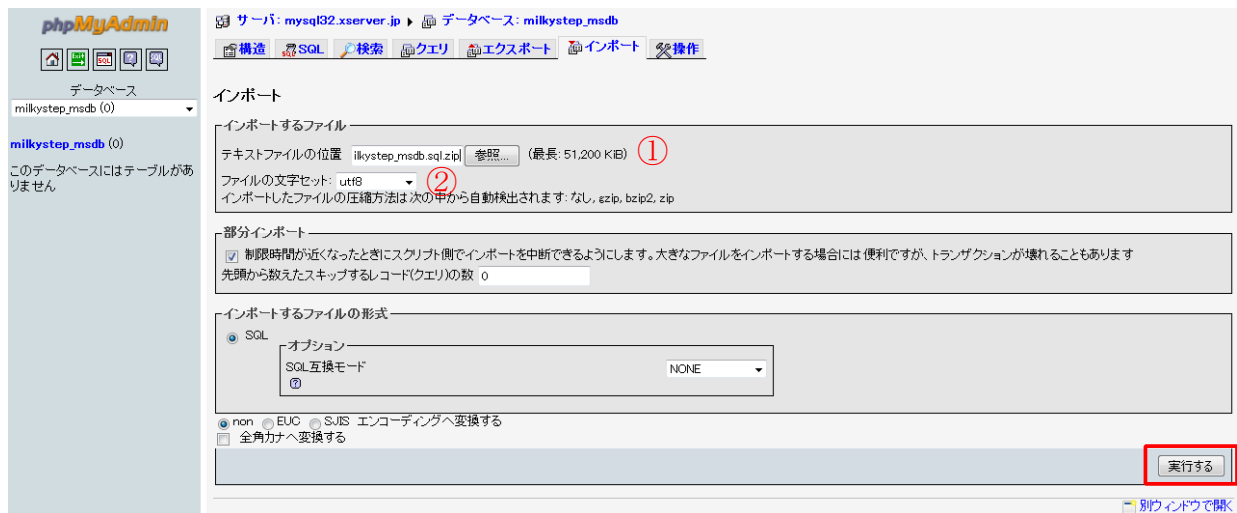 phpMyAdmin
データベース
milkystep_msdb (0)
milkystep_msdb (0)
このデータベースにはテーブルがあ
りません
サーバ: mysql32.xserver.jp ▶ データベース: milkystep_msdb
構造 SQL 検索 クエリ エクスポート インポート 操作
インポート
インポートするファイル
テキストファイルの位置 ilkystep_msdb.sql.zip 参照... (最長: 51,200 KiB) ①
ファイルの文字セット: utf8 ②
インポートしたファイルの圧縮方法は次の中から自動検出されます: なし, gzip, bzip2, zip
部分インポート
制限時間が近くなったときにスクリプト側でインポートを中断できるようにします。大きなファイルをインポートする場合には便利ですが、トランザクションが壊れることもあります
先頭から数えたスキップするレコード(クエリ)の数 0
インポートするファイルの形式
SQL
オプション
SQL互換モード NONE
non EUC SJIS エンコーディングへ変換する
全角カナへ変換する
実行する
別ウィンドウで開く